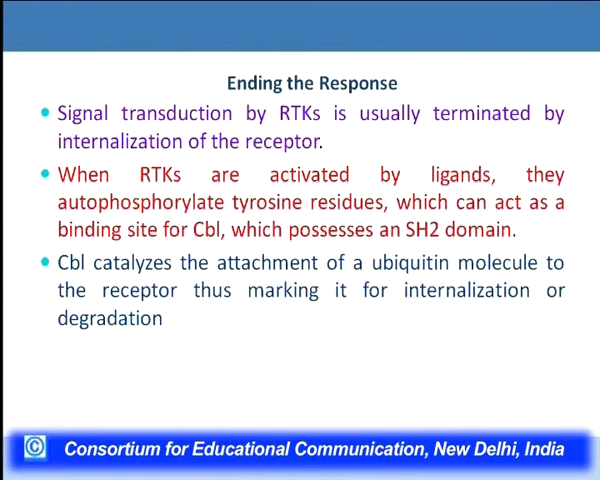 Ending the Response
Signal transduction by RTKs is usually terminated by
internalization of the receptor.
When RTKs are activated by ligands, they
autophosphorylate tyrosine residues, which can act as a
binding site for Cbl, which possesses an SH2 domain.
Cbl catalyzes the attachment of a ubiquitin molecule to
the receptor thus marking it for internalization or
degradation
© Consortium for Educational Communication, New Delhi, India